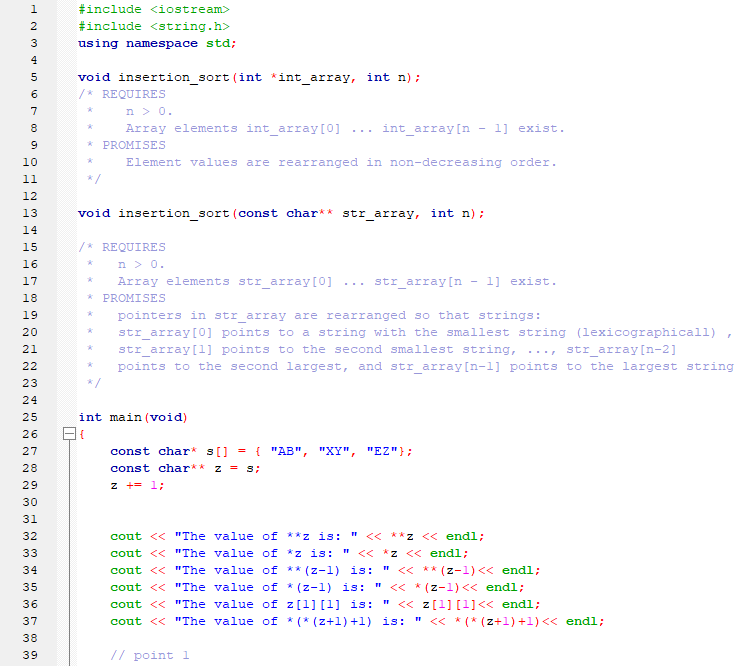 1 #include <iostream>
2 #include <string.h>
3 using namespace std;
4
5 void insertion_sort(int *int_array, int n);
6 /* REQUIRES
7  *    n > 0.
8  *    Array elements int_array[0] ... int_array[n - 1] exist.
9  * PROMISES
10  *    Element values are rearranged in non-decreasing order.
11  */
12
13 void insertion_sort(const char** str_array, int n);
14
15 /* REQUIRES
16  *   n > 0.
17  *   Array elements str_array[0] ... str_array[n - 1] exist.
18  * PROMISES
19  *   pointers in str_array are rearranged so that strings:
20  *   str_array[0] points to a string with the smallest string (lexicographicall) ,
21  *   str_array[1] points to the second smallest string, ..., str_array[n-2]
22  *   points to the second largest, and str_array[n-1] points to the largest string
23  */
24
25 int main(void)
26 {
27     const char* s[] = { "AB", "XY", "EZ"};
28     const char** z = s;
29     z += 1;
30
31
32     cout << "The value of **z is: " << **z << endl;
33     cout << "The value of *z is: " << *z << endl;
34     cout << "The value of **(z-1) is: " << **(z-1)<< endl;
35     cout << "The value of *(z-1) is: " << *(z-1)<< endl;
36     cout << "The value of z[1][1] is: " << z[1][1]<< endl;
37     cout << "The value of *(*(z+1)+1) is: " << *(*(z+1)+1)<< endl;
38
39     // point 1